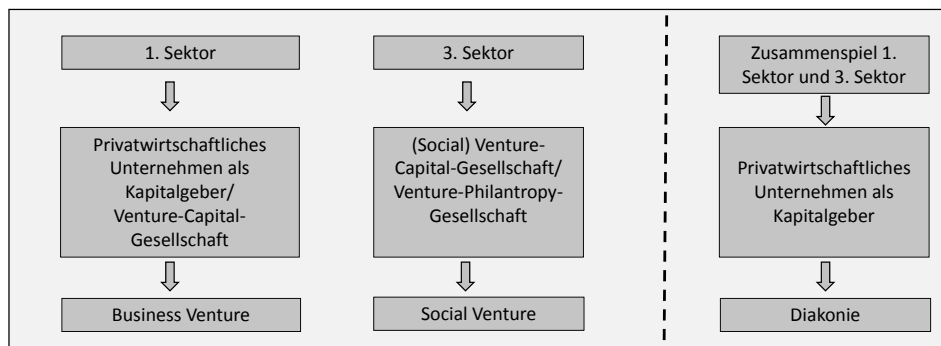 1. Sektor
Privatwirtschaftliches
Unternehmen als
Kapitalgeber/
Venture-Capital-
Gesellschaft
Business Venture
3. Sektor
(Social) Venture-
Capital-Gesellschaft/
Venture-Philantropy-
Gesellschaft
Social Venture
Zusammenspiel 1.
Sektor und 3. Sektor
Privatwirtschaftliches
Unternehmen als
Kapitalgeber
Diakonie